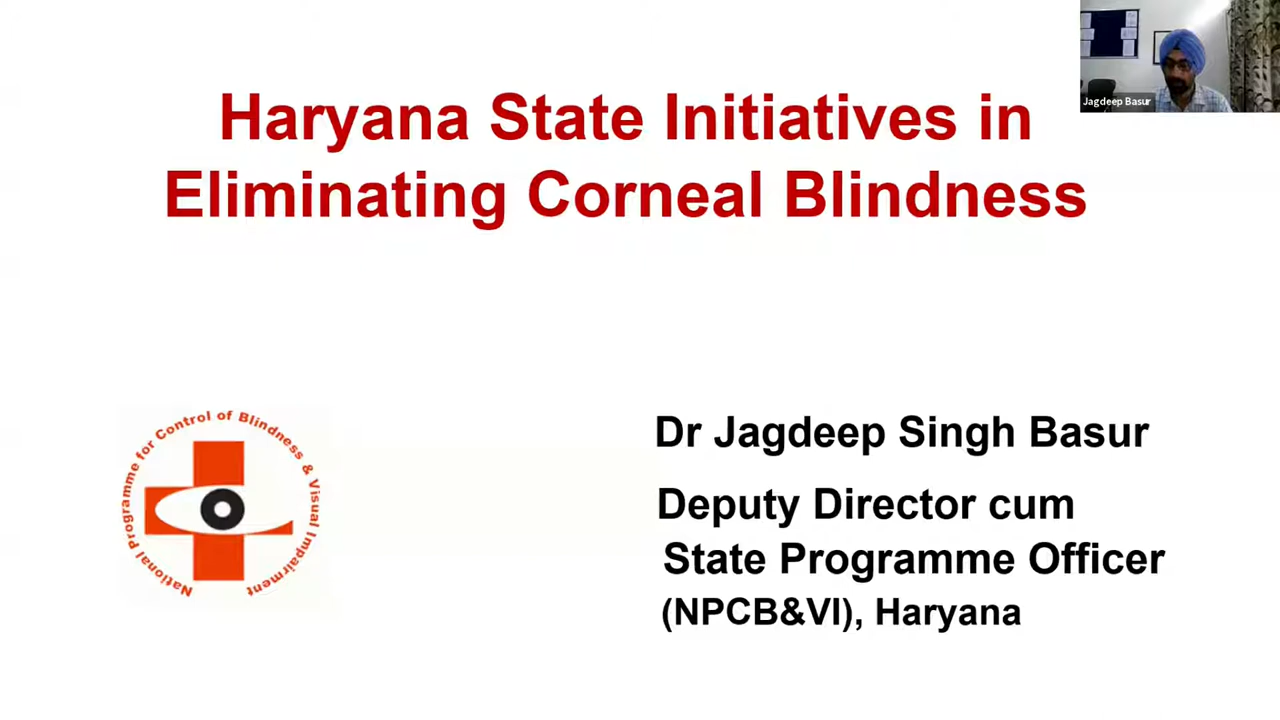 Haryana State Initiatives in
Eliminating Corneal Blindness
Jagdeep Basur
National Programme for Control of Blindness & Visual Impairment
Dr Jagdeep Singh Basur
Deputy Director cum
State Programme Officer
(NPCB&VI), Haryana